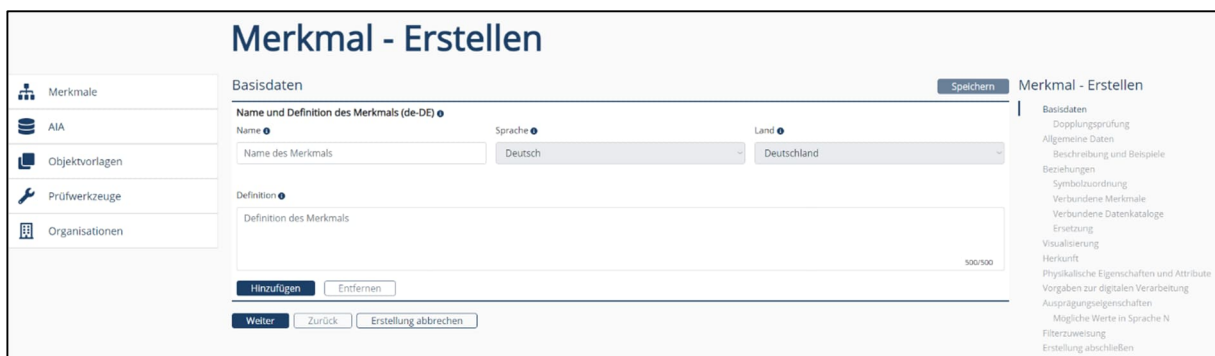 Merkmal - Erstellen
Merkmale
AIA
Objektvorlagen
Prüfwerkzeuge
Organisationen
Basisdaten
Speichern
Name und Definition des Merkmals (de-DE)
Name
Sprache
Land
Name des Merkmals
Deutsch
Deutschland
Definition
Definition des Merkmals
500/500
Hinzufügen
Entfernen
Weiter
Zurück
Erstellung abbrechen
Merkmal - Erstellen
Basisdaten
Dopplungsprüfung
Allgemeine Daten
Beschreibung und Beispiele
Beziehungen
Symbolzuordnung
Verbundene Merkmale
Verbundene Datenkataloge
Ersetzung
Visualisierung
Herkunft
Physikalische Eigenschaften und Attribute
Vorgaben zur digitalen Verarbeitung
Ausprägungseigenschaften
Mögliche Werte in Sprache N
Filterzuweisung
Erstellung abschließen